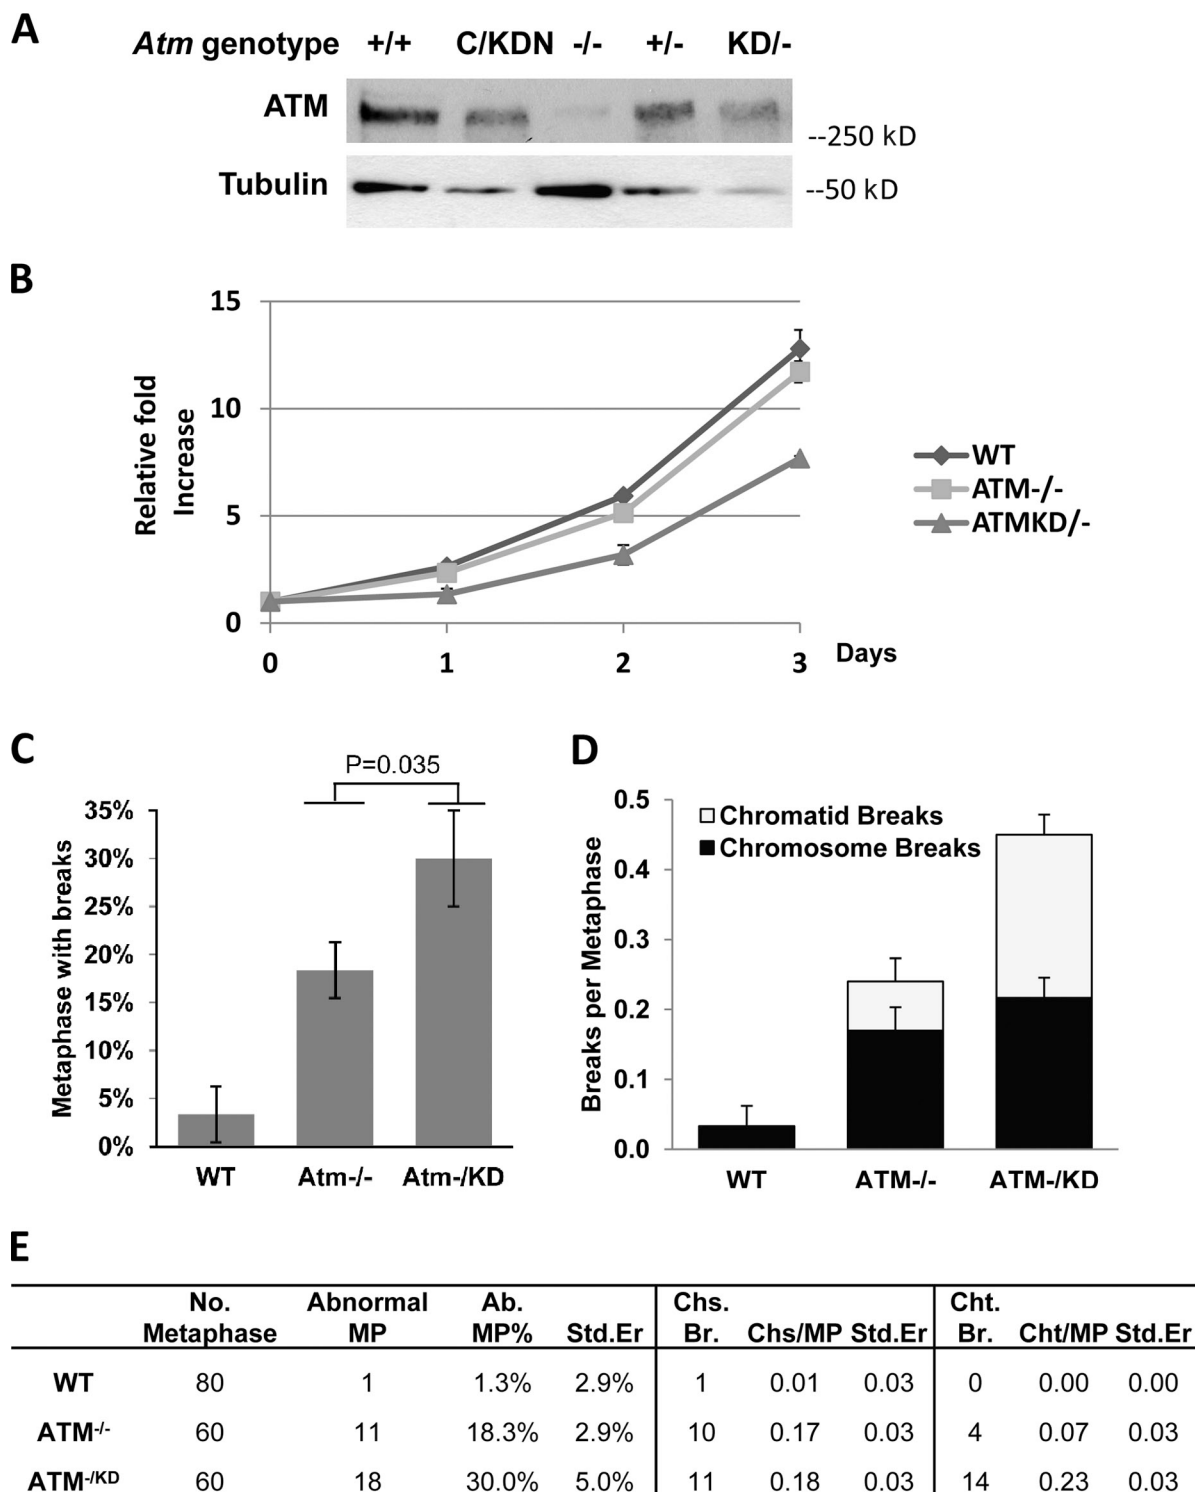 A
Atm genotype +/+ C/KDN -/- +/- KD/-
ATM
--250 kD
Tubulin
--50 kD
B
15
10
5
0
Relative fold
Increase
0 1 2 3 Days
WT
ATM-/-
ATMKD/-
C
P=0.035
35%
30%
25%
20%
15%
10%
5%
0%
Metaphase with breaks
WT Atm-/- Atm-/KD
D
0.5
0.4
0.3
0.2
0.1
0.0
Breaks per Metaphase
Chromatid Breaks
Chromosome Breaks
WT ATM-/- ATM-/KD
E
No. Abnormal Ab. Chs. Cht.
Metaphase MP MP% Std.Er Br. Chs/MP Std.Er Br. Cht/MP Std.Er
WT 80 1 1.3% 2.9% 1 0.01 0.03 0 0.00 0.00
ATM-/- 60 11 18.3% 2.9% 10 0.17 0.03 4 0.07 0.03
ATM-/KD 60 18 30.0% 5.0% 11 0.18 0.03 14 0.23 0.03